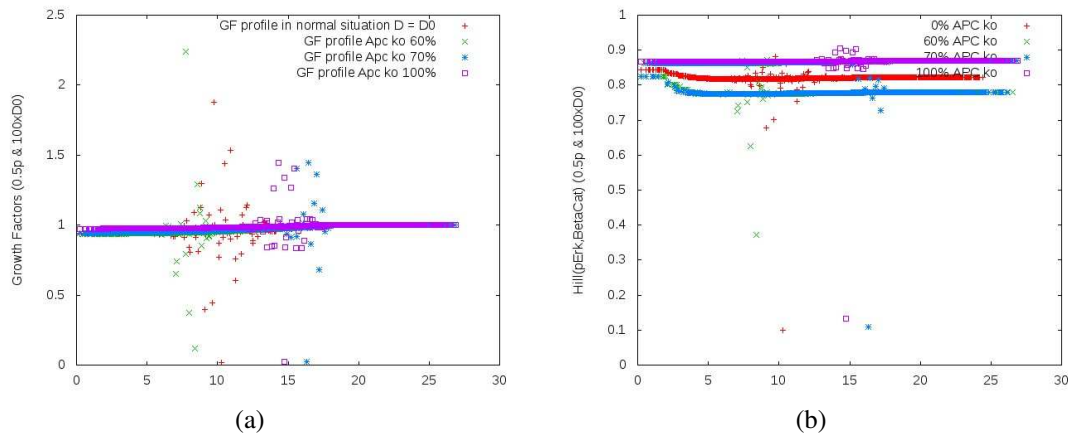 Growth Factors (0.5p & 100xD0)
2.5
2
1.5
1
0.5
0
0 5 10 15 20 25 30
GF profile in normal situation D = D0
GF profile Apc ko 60%
GF profile Apc ko 70%
GF profile Apc ko 100%
(a)
Hill(pErk,BetaCat) (0.5p & 100xD0)
1
0.9
0.8
0.7
0.6
0.5
0.4
0.3
0.2
0.1
0
0 5 10 15 20 25 30
0% APC ko
60% APC ko
70% APC ko
100% APC ko
(b)